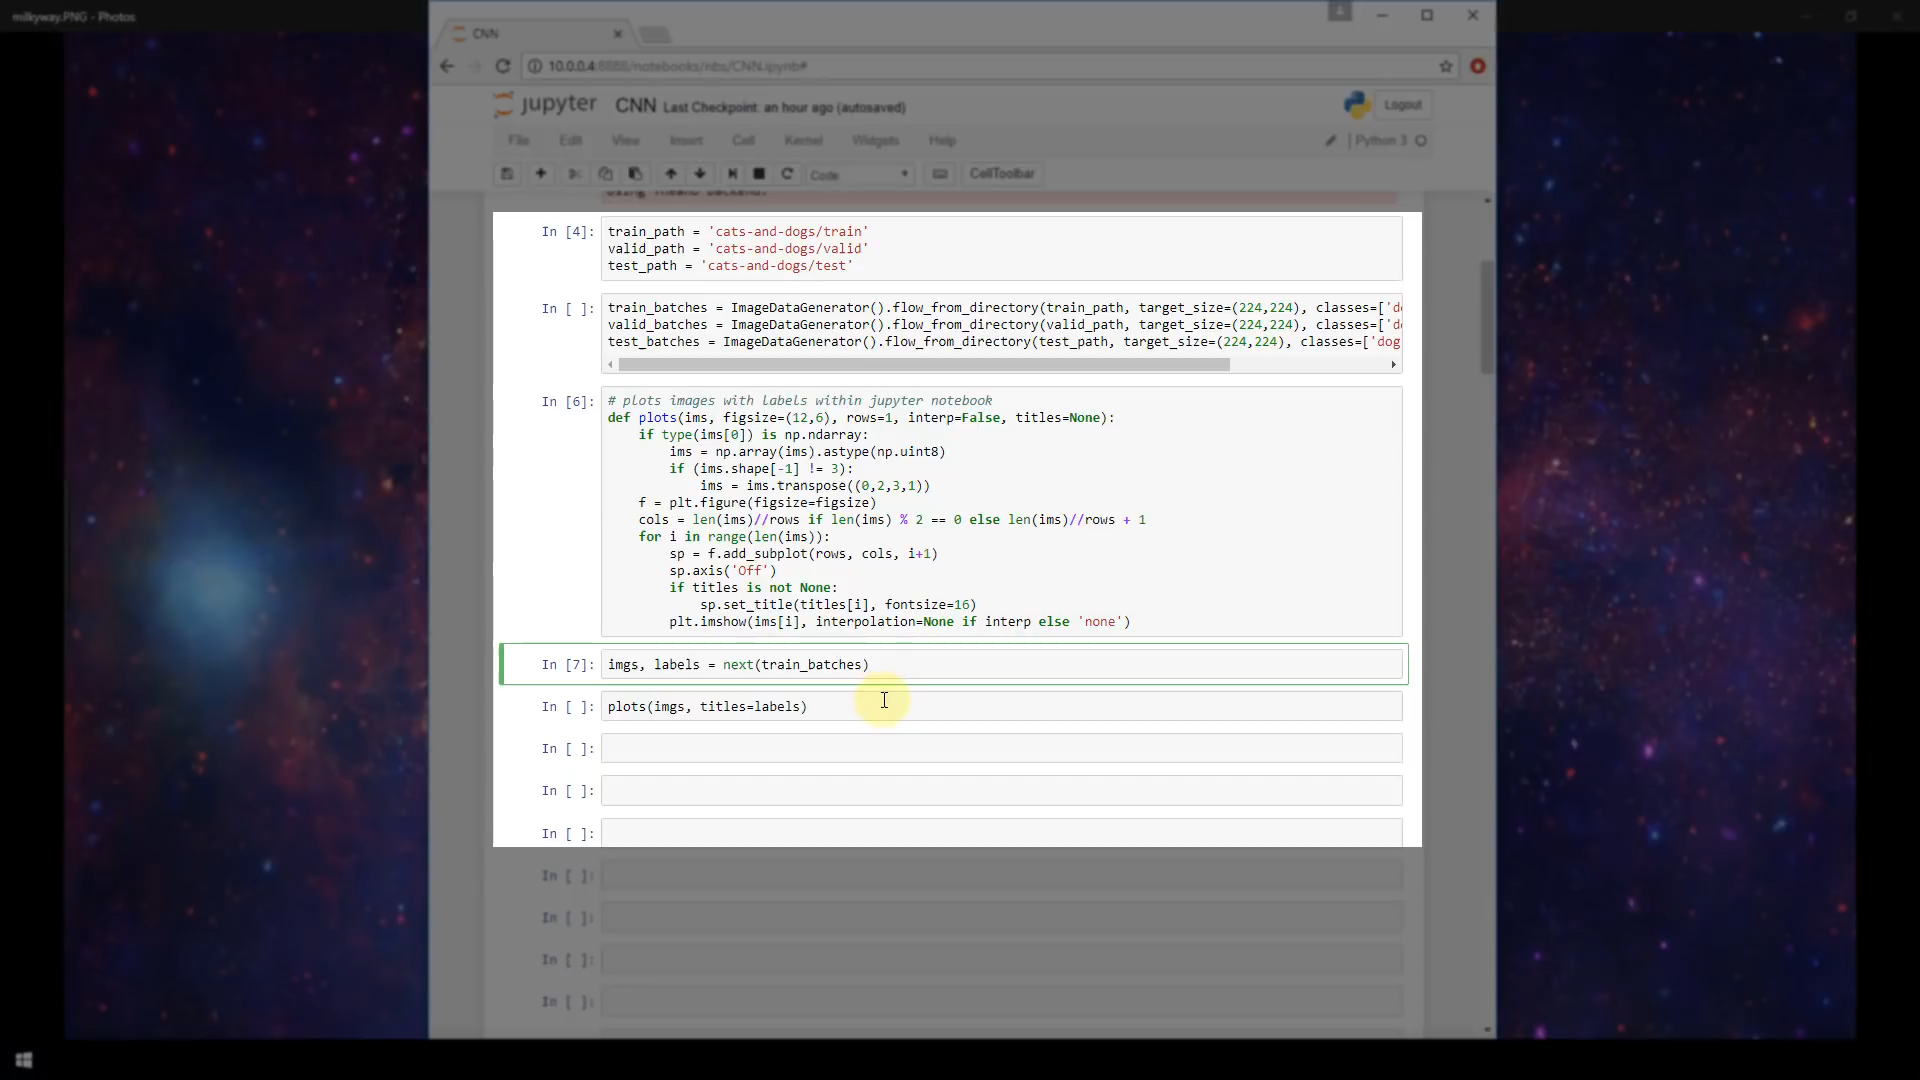 milkyway.PNG - Photos
CNN
10.0.0.4:8888/notebooks/nbs/CNN.ipynb#
jupyter CNN Last Checkpoint: an hour ago (autosaved)
Logout
File Edit View Insert Cell Kernel Widgets Help
Python 3
Code
CellToolbar
Using Theano backend.
In [4]:
train_path = 'cats-and-dogs/train'
valid_path = 'cats-and-dogs/valid'
test_path = 'cats-and-dogs/test'
In [ ]:
train_batches = ImageDataGenerator().flow_from_directory(train_path, target_size=(224,224), classes=['d
valid_batches = ImageDataGenerator().flow_from_directory(valid_path, target_size=(224,224), classes=['d
test_batches = ImageDataGenerator().flow_from_directory(test_path, target_size=(224,224), classes=['dog
In [6]:
# plots images with labels within jupyter notebook
def plots(ims, figsize=(12,6), rows=1, interp=False, titles=None):
if type(ims[0]) is np.ndarray:
ims = np.array(ims).astype(np.uint8)
if (ims.shape[-1] != 3):
ims = ims.transpose((0,2,3,1))
f = plt.figure(figsize=figsize)
cols = len(ims)//rows if len(ims) % 2 == 0 else len(ims)//rows + 1
for i in range(len(ims)):
sp = f.add_subplot(rows, cols, i+1)
sp.axis('Off')
if titles is not None:
sp.set_title(titles[i], fontsize=16)
plt.imshow(ims[i], interpolation=None if interp else 'none')
In [7]: imgs, labels = next(train_batches)
In [ ]: plots(imgs, titles=labels)
In [ ]:
In [ ]:
In [ ]:
In [ ]:
In [ ]:
In [ ]:
In [ ]: